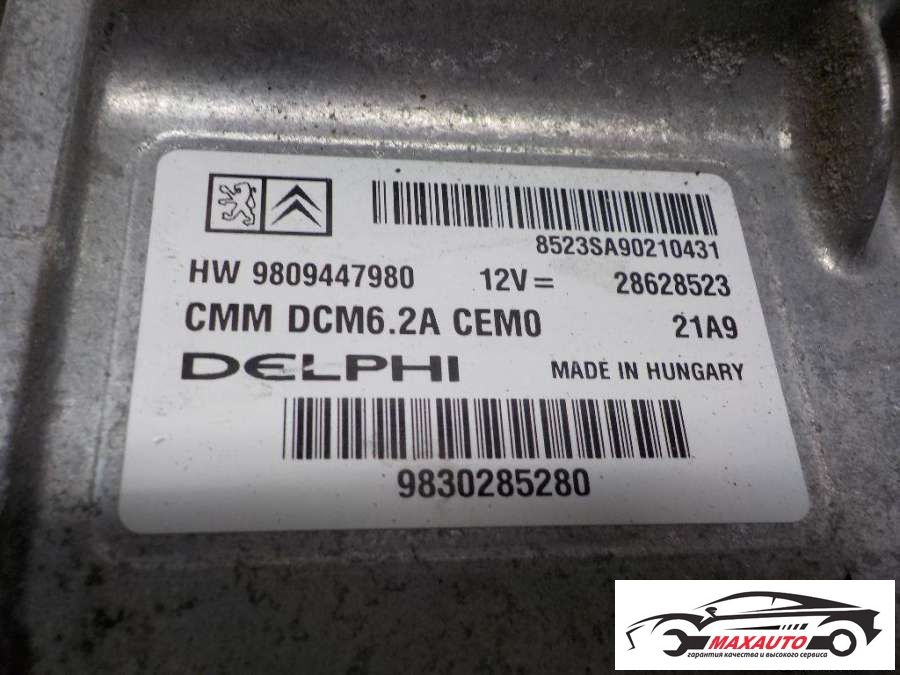 8523SA90210431
HW 9809447980 12V= 28628523
CMM DCM6.2A CEM0 21A9
DELPHI MADE IN HUNGARY
9830285280
MAXAUTO
гарантия качества и высокого сервиса